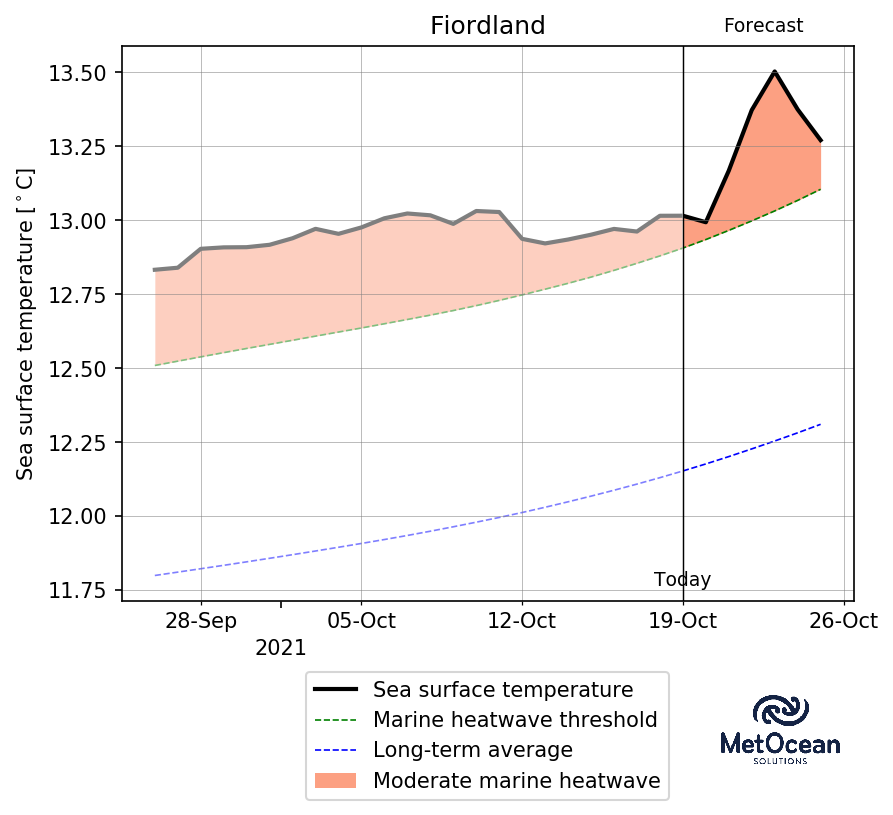 Fiordland
Forecast
Sea surface temperature [°C]
13.50
13.25
13.00
12.75
12.50
12.25
12.00
11.75
Today
28-Sep
05-Oct
12-Oct
19-Oct
26-Oct
2021
Sea surface temperature
Marine heatwave threshold
Long-term average
Moderate marine heatwave
MetOcean
SOLUTIONS